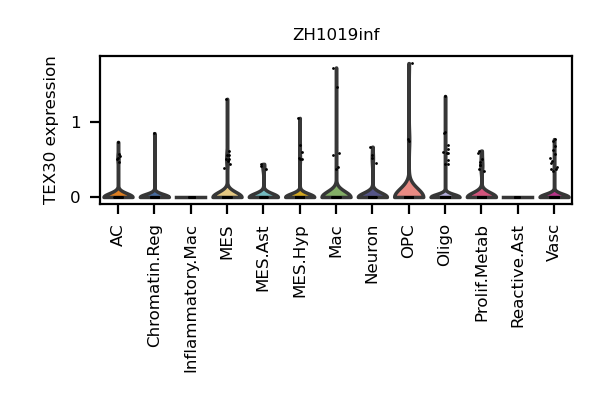 ZH1019inf
TEX30 expression
1
0
AC
Chromatin.Reg
Inflammatory.Mac
MES
MES.Ast
MES.Hyp
Mac
Neuron
OPC
Oligo
Prolif.Metab
Reactive.Ast
Vasc